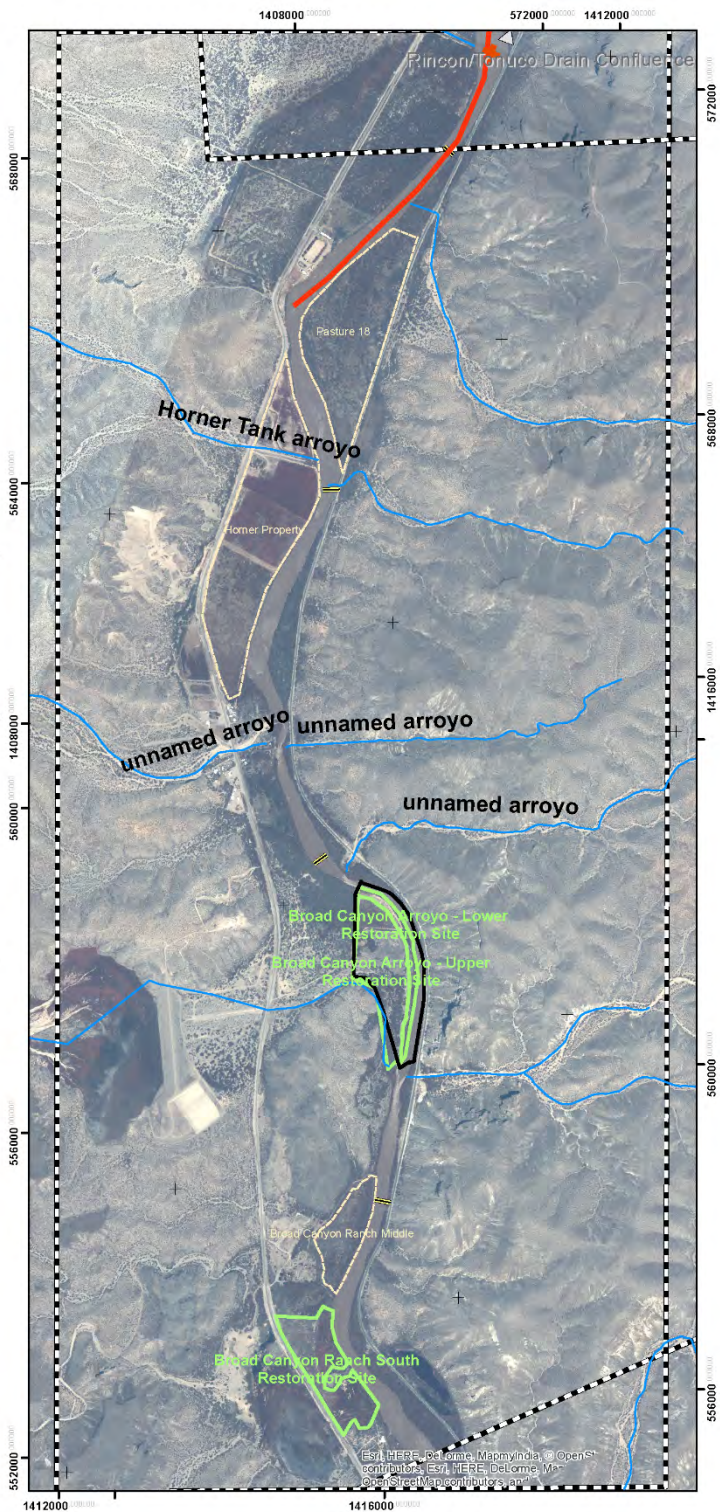 1408000
572000
1412000
Rincon/Tonuco Drain Confluence
572000
568000
Pasture 18
568000
Horner Tank arroyo
564000
Horner Property
1416000
unnamed arroyo
unnamed arroyo
1408000
unnamed arroyo
560000
Broad Canyon Arroyo - Lower
Restoration Site
Broad Canyon Arroyo - Upper
Restoration Site
560000
556000
Broad Canyon Ranch Middle
Broad Canyon Ranch South
Restoration Site
556000
552000
Esri, HERE, DeLorme, MapmyIndia, © OpenSt
contributors, Esri, HERE, DeLorme, Ma
OpenStreetMap contributors, an
1412000
1416000